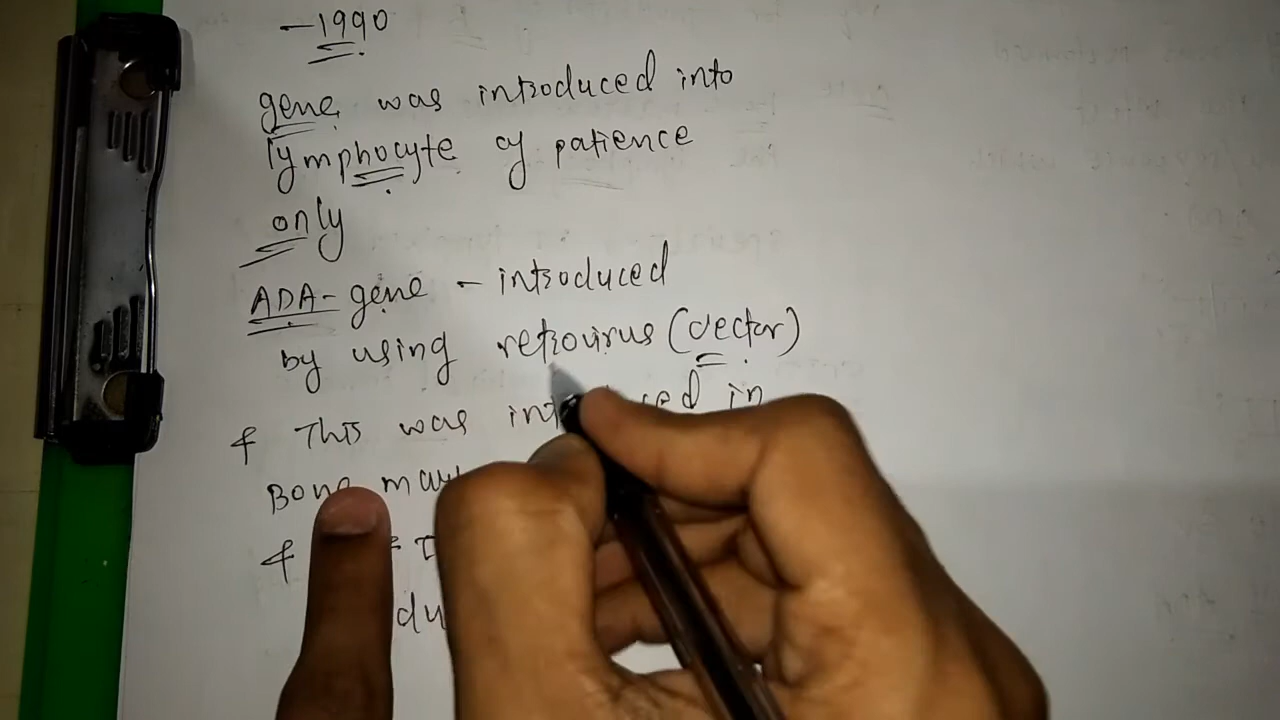 – 1990
gene was introduced into
lymphocyte of patience
only
ADA - gene - introduced
by using retrovirus (vector)
& This was in
Bone
&